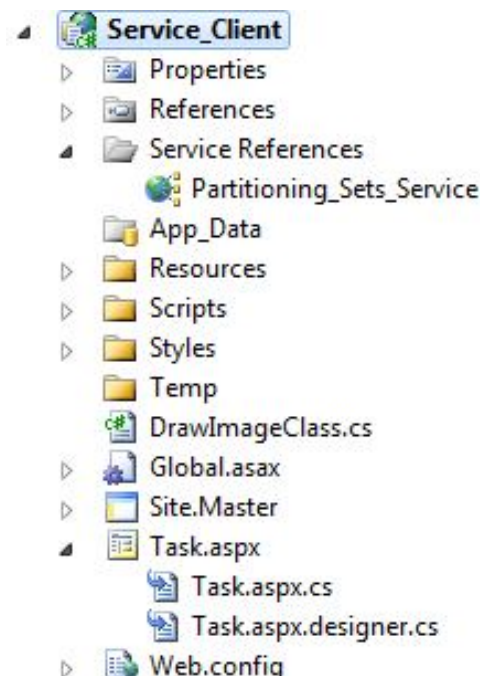 Service_Client
Properties
References
Service References
Partitioning_Sets_Service
App_Data
Resources
Scripts
Styles
Temp
DrawImageClass.cs
Global.asax
Site.Master
Task.aspx
Task.aspx.cs
Task.aspx.designer.cs
Web.config